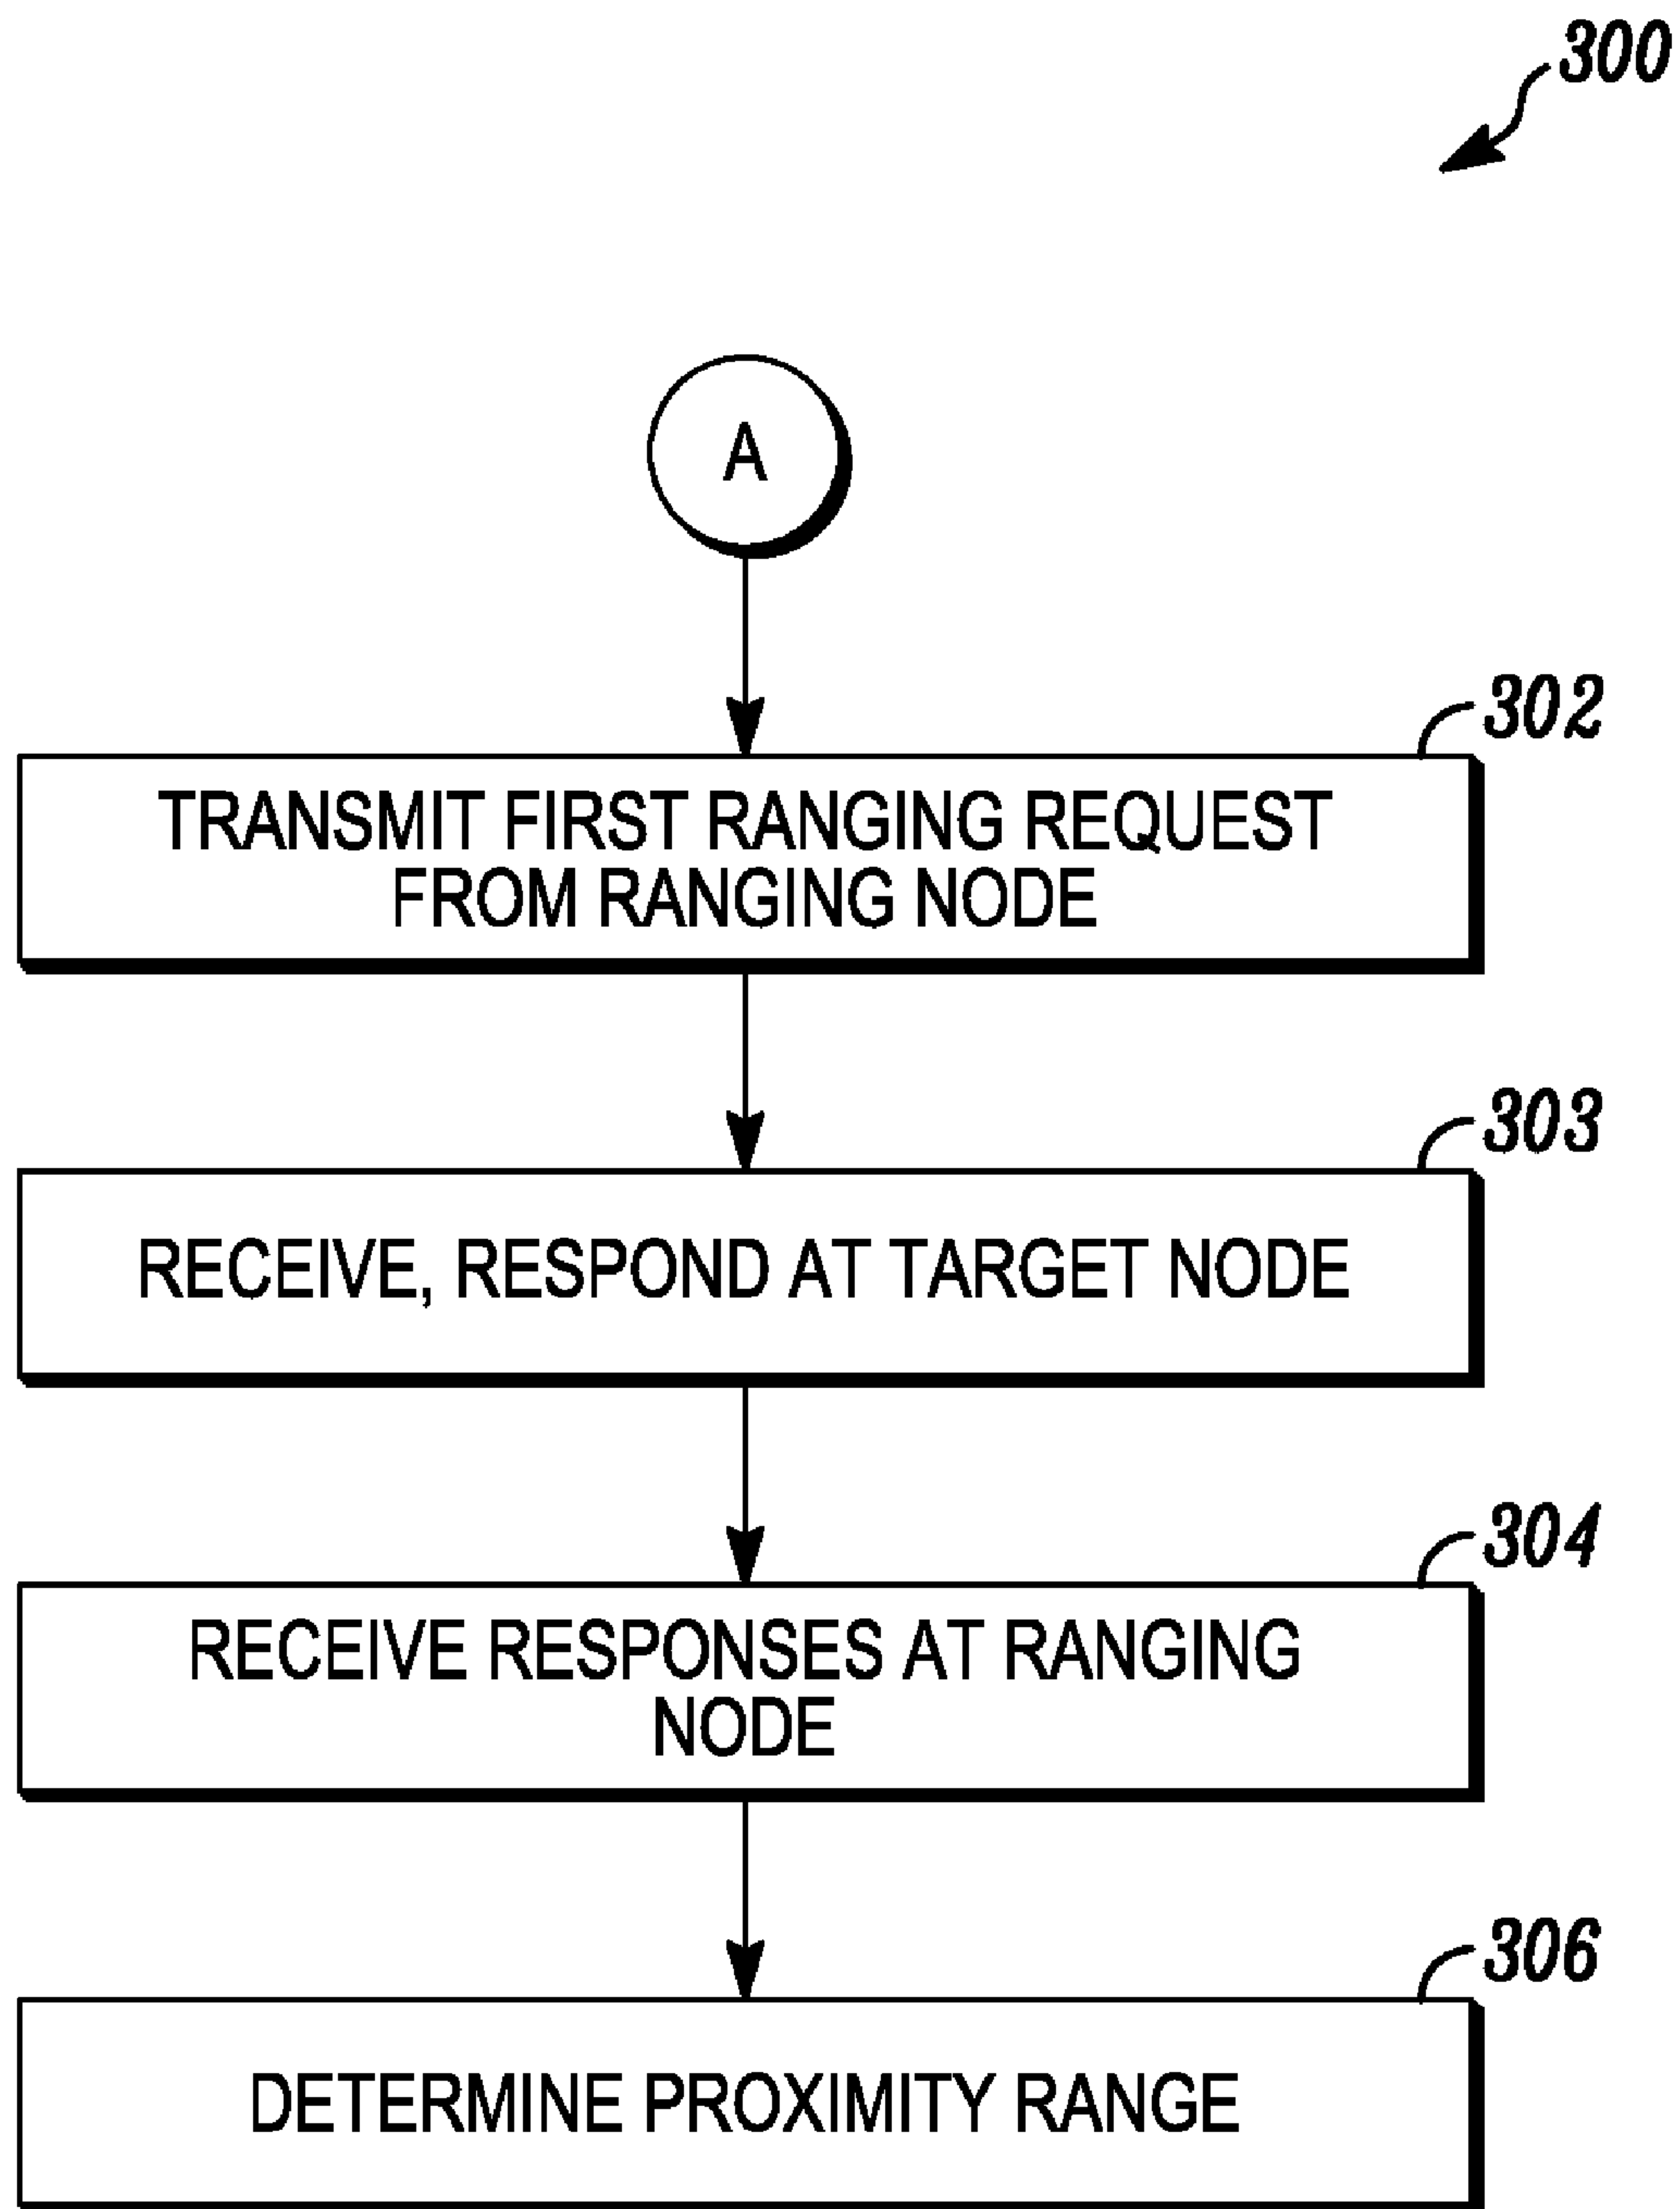 300
A
302
TRANSMIT FIRST RANGING REQUEST
FROM RANGING NODE
303
RECEIVE, RESPOND AT TARGET NODE
304
RECEIVE RESPONSES AT RANGING
NODE
306
DETERMINE PROXIMITY RANGE